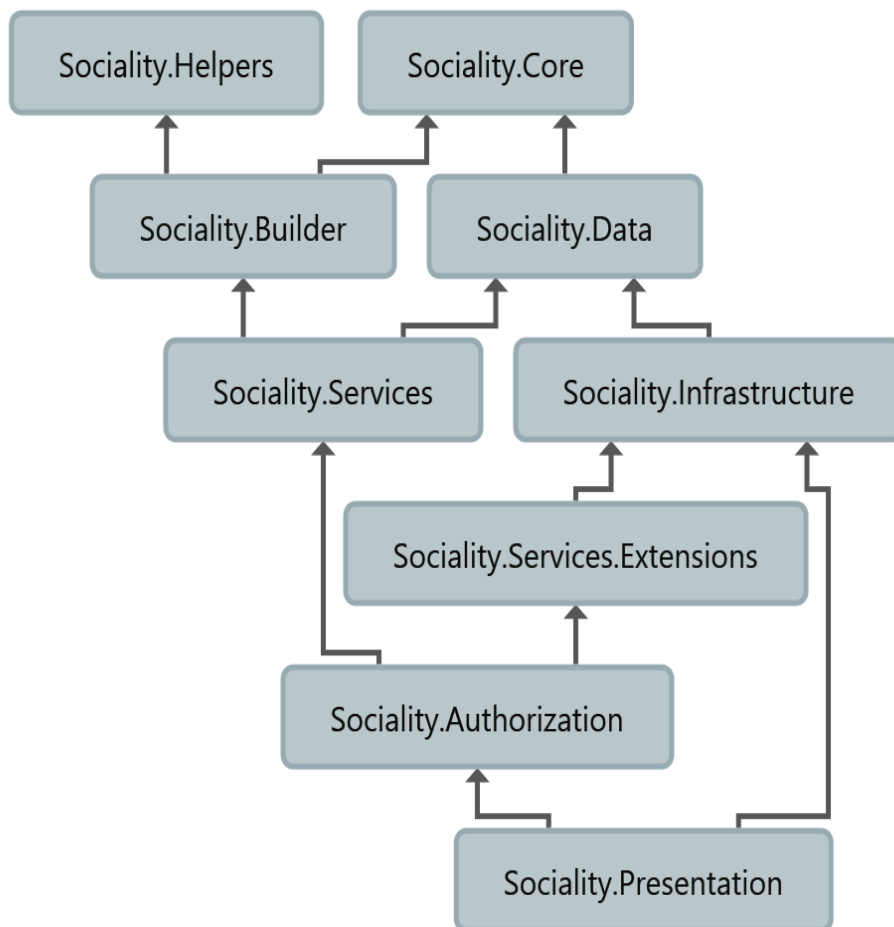 Sociality.Helpers
Sociality.Core
Sociality.Builder
Sociality.Data
Sociality.Services
Sociality.Infrastructure
Sociality.Services.Extensions
Sociality.Authorization
Sociality.Presentation